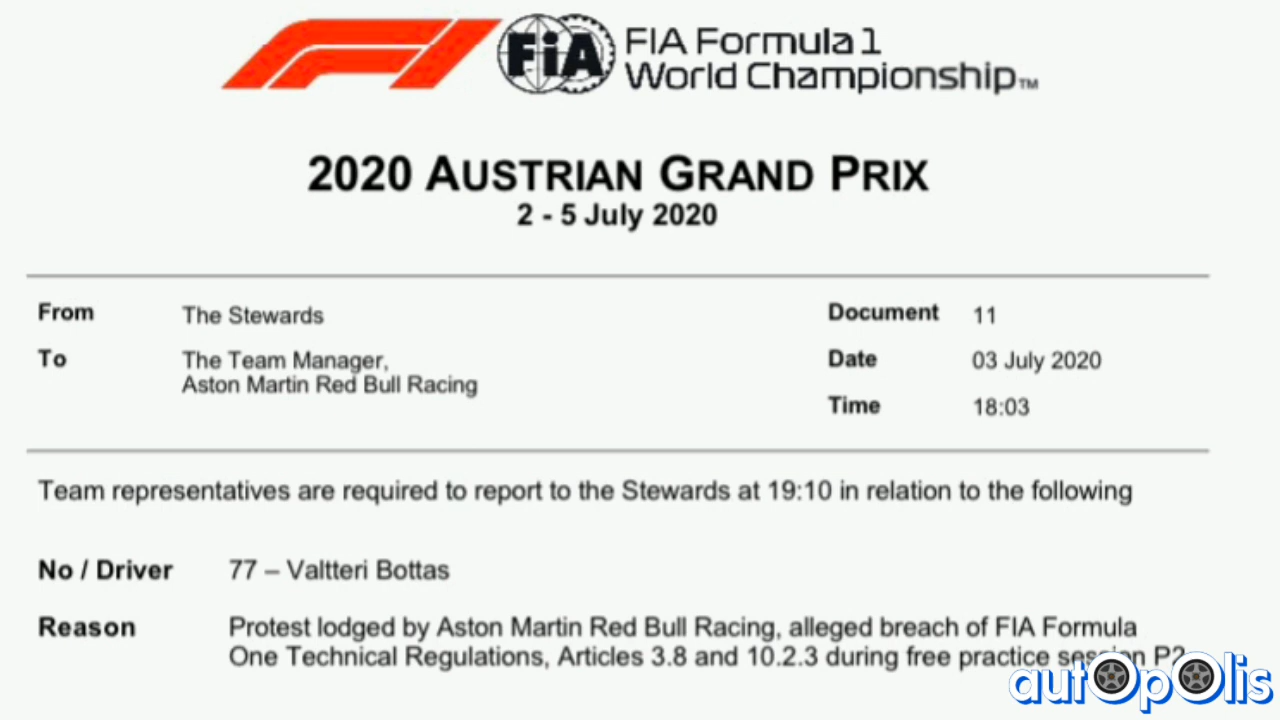 FIA FIA Formula 1
World Championship™
2020 AUSTRIAN GRAND PRIX
2 - 5 July 2020
From The Stewards Document 11
To The Team Manager, Date 03 July 2020
Aston Martin Red Bull Racing
Time 18:03
Team representatives are required to report to the Stewards at 19:10 in relation to the following
No / Driver 77 – Valtteri Bottas
Reason Protest lodged by Aston Martin Red Bull Racing, alleged breach of FIA Formula
One Technical Regulations, Articles 3.8 and 10.2.3 during free practice session P2
autOpOlis